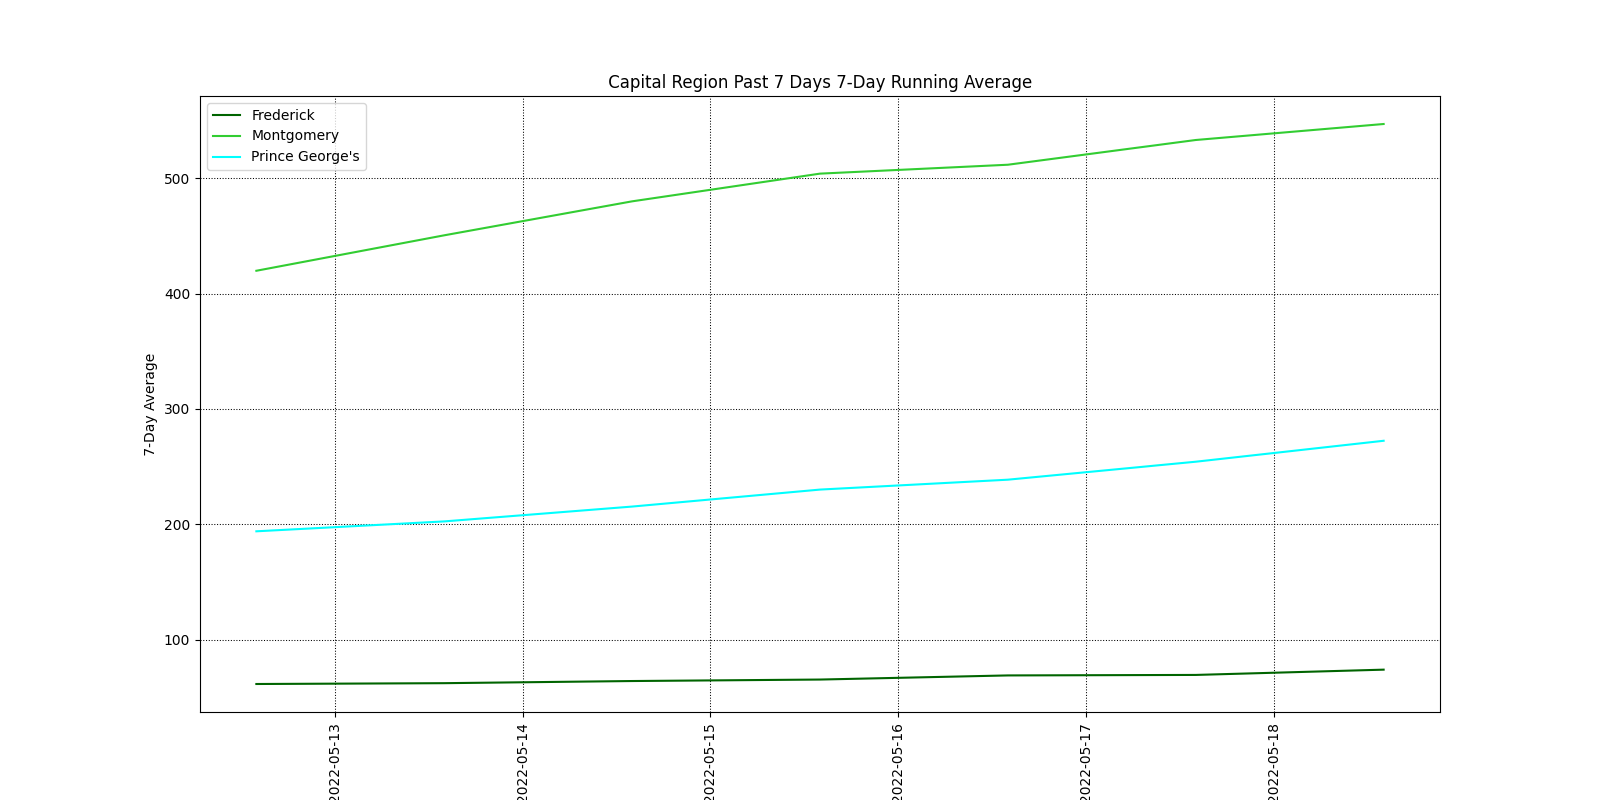 Capital Region Past 7 Days 7-Day Running Average
Frederick
Montgomery
Prince George's
500
400
300
200
100
7-Day Average
2022-05-13
2022-05-14
2022-05-15
2022-05-16
2022-05-17
2022-05-18